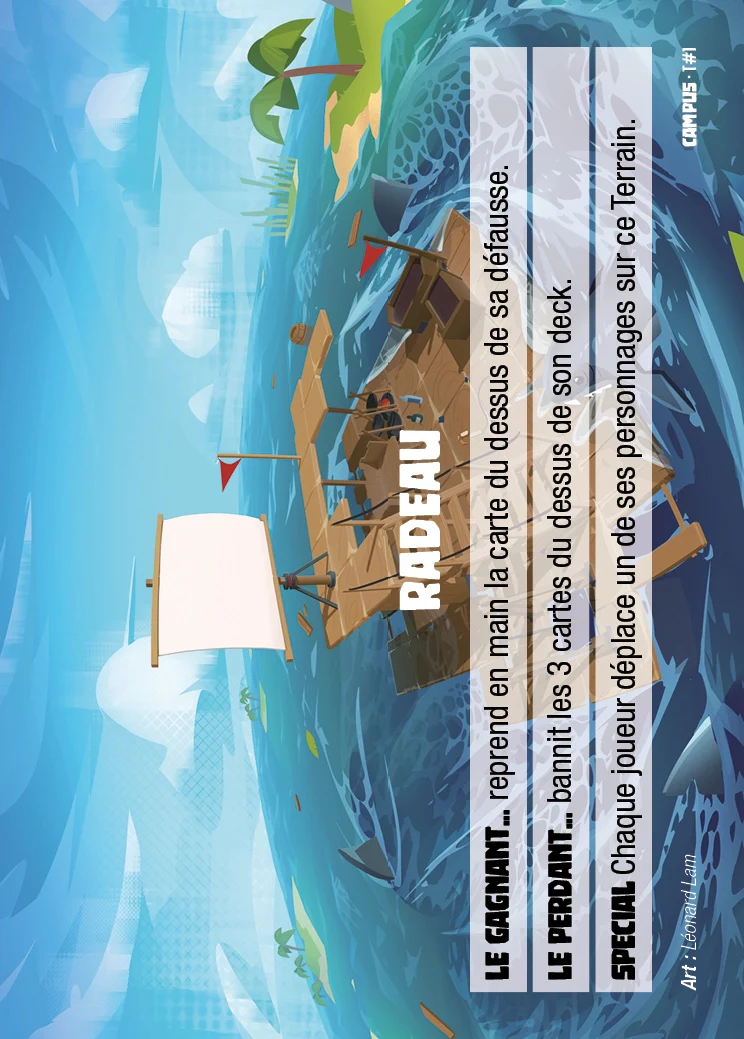 RADEAU
LE GAGNANT... reprend en main la carte du dessus de sa défausse.
LE PERDANT... bannit les 3 cartes du dessus de son deck.
SPECIAL Chaque joueur déplace un de ses personnages sur ce Terrain.
Art : Léonard Lam
CAMPUS · T#1